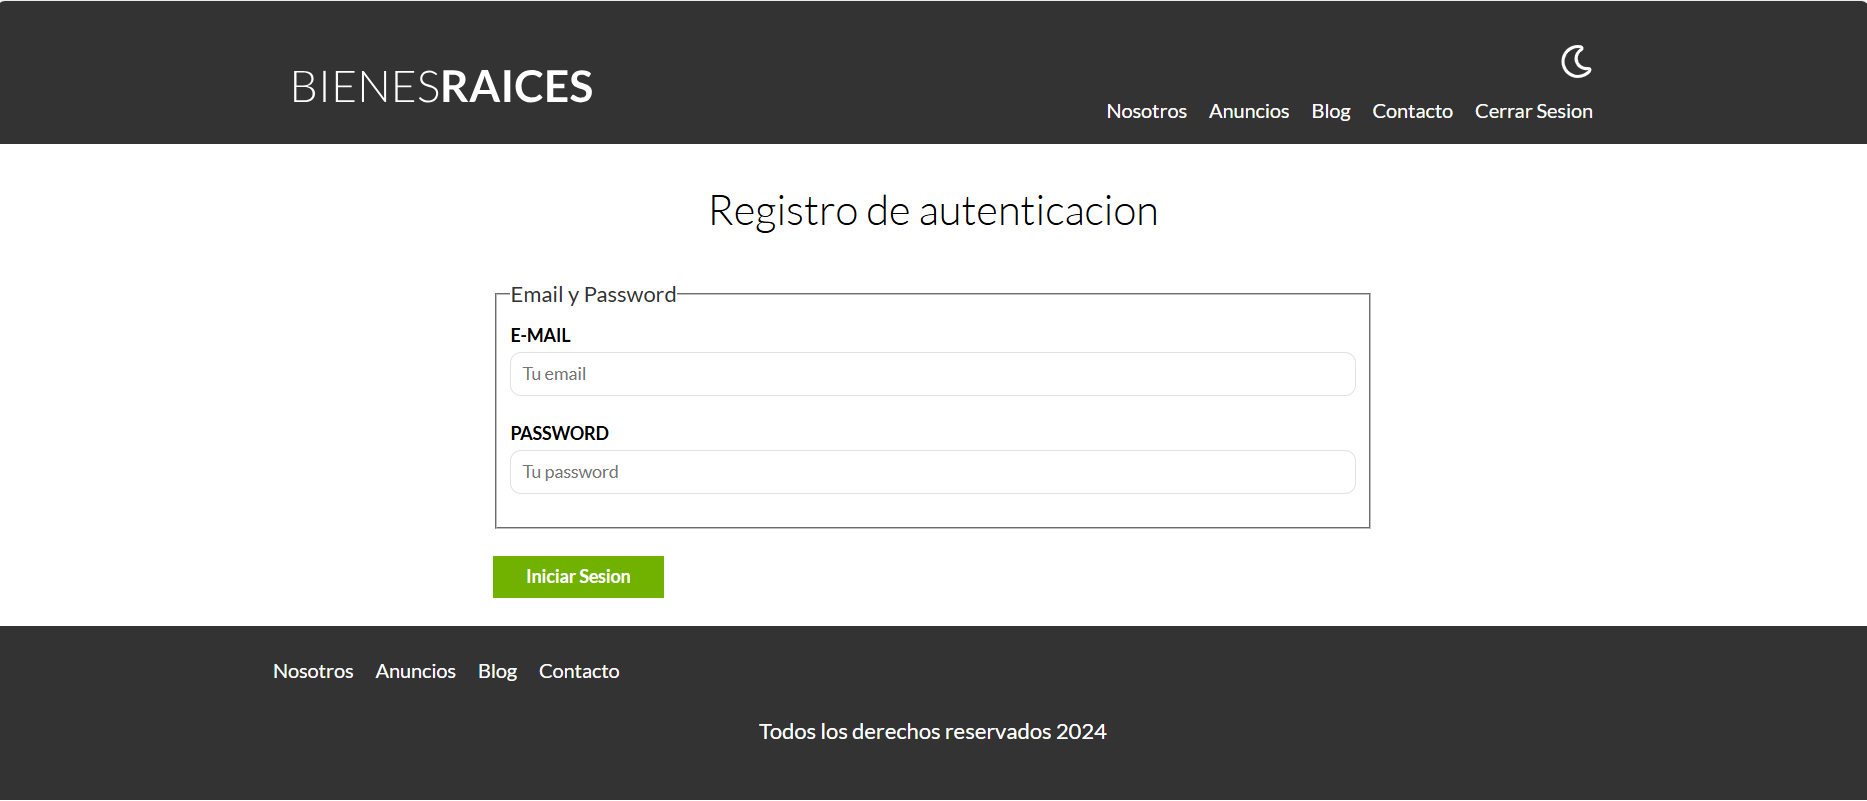 BIENESRAICES
Nosotros Anuncios Blog Contacto Cerrar Sesion
Registro de autenticacion
Email y Password
E-MAIL
Tu email
PASSWORD
Tu password
Iniciar Sesion
Nosotros Anuncios Blog Contacto
Todos los derechos reservados 2024